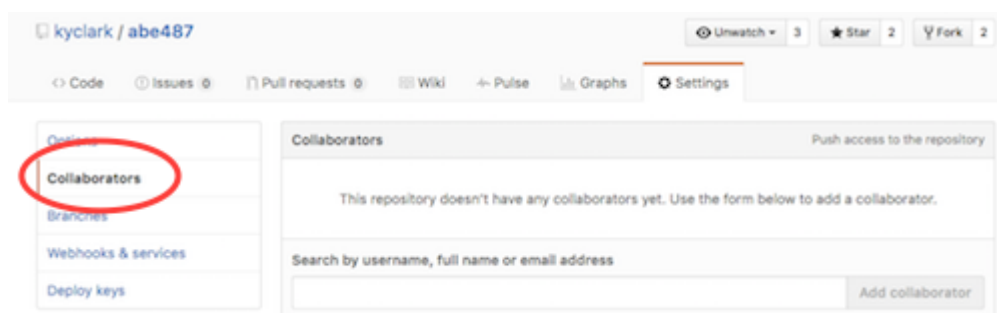 kyclark / abe487
Unwatch 3 Star 2 Fork 2
Code Issues 0 Pull requests 0 Wiki Pulse Graphs Settings
Options
Collaborators
Branches
Webhooks & services
Deploy keys
Collaborators Push access to the repository
This repository doesn't have any collaborators yet. Use the form below to add a collaborator.
Search by username, full name or email address
Add collaborator